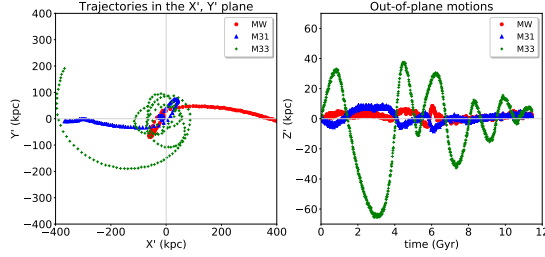 Trajectories in the X', Y' plane
400
300
200
100
0
−100
−200
−300
−400
Y' (kpc)
−400
−200
0
200
400
X' (kpc)
MW
M31
M33
Out-of-plane motions
60
40
20
0
−20
−40
−60
Z' (kpc)
0
2
4
6
8
10
12
time (Gyr)
MW
M31
M33